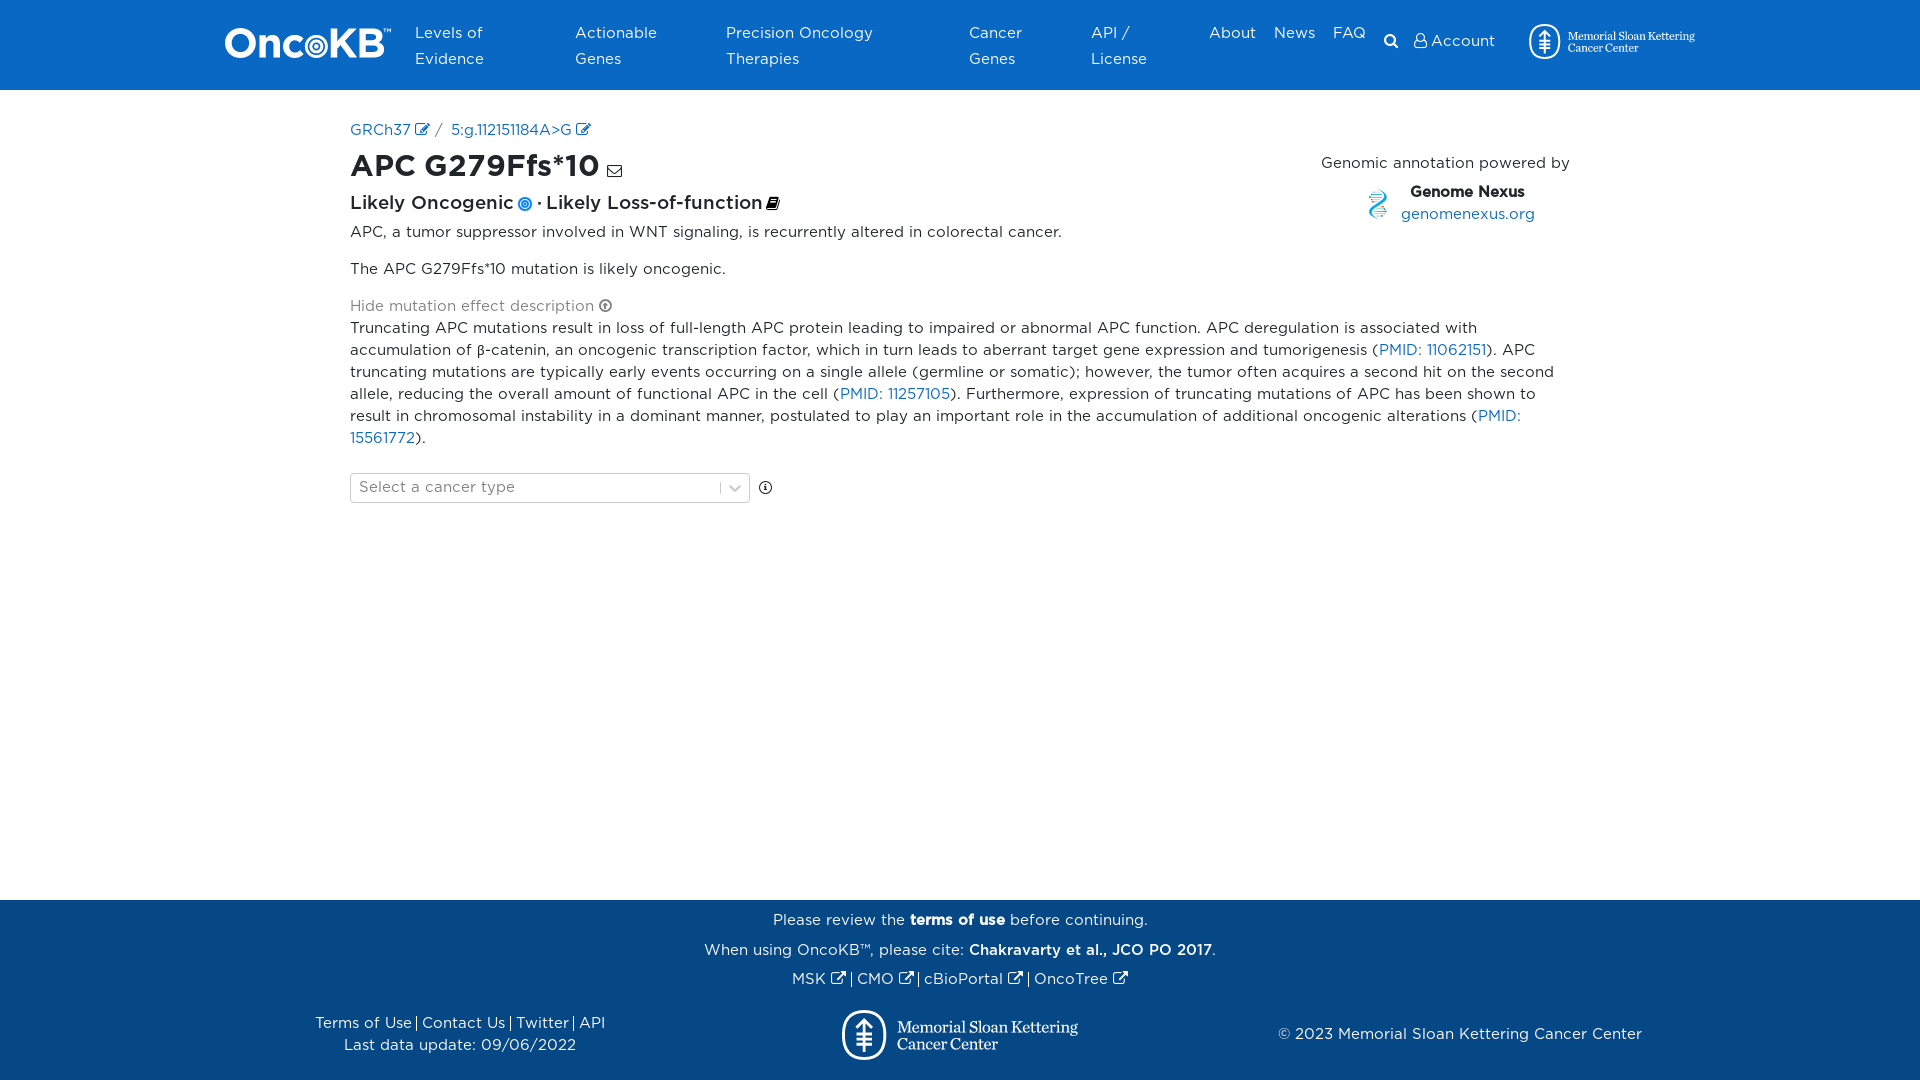 OncoKB™
Levels of Evidence
Actionable Genes
Precision Oncology Therapies
Cancer Genes
API / License
About
News
FAQ
Account
Memorial Sloan Kettering
Cancer Center
GRCh37 / 5:g.112151184A>G
APC G279Ffs*10
Genomic annotation powered by
Genome Nexus
genomenexus.org
Likely Oncogenic · Likely Loss-of-function
APC, a tumor suppressor involved in WNT signaling, is recurrently altered in colorectal cancer.
The APC G279Ffs*10 mutation is likely oncogenic.
Hide mutation effect description
Truncating APC mutations result in loss of full-length APC protein leading to impaired or abnormal APC function. APC deregulation is associated with
accumulation of β-catenin, an oncogenic transcription factor, which in turn leads to aberrant target gene expression and tumorigenesis (PMID: 11062151). APC
truncating mutations are typically early events occurring on a single allele (germline or somatic); however, the tumor often acquires a second hit on the second
allele, reducing the overall amount of functional APC in the cell (PMID: 11257105). Furthermore, expression of truncating mutations of APC has been shown to
result in chromosomal instability in a dominant manner, postulated to play an important role in the accumulation of additional oncogenic alterations (PMID:
15561772).
Select a cancer type
Please review the terms of use before continuing.
When using OncoKB™, please cite: Chakravarty et al., JCO PO 2017.
MSK | CMO | cBioPortal | OncoTree
Terms of Use | Contact Us | Twitter | API
Last data update: 09/06/2022
Memorial Sloan Kettering
Cancer Center
© 2023 Memorial Sloan Kettering Cancer Center